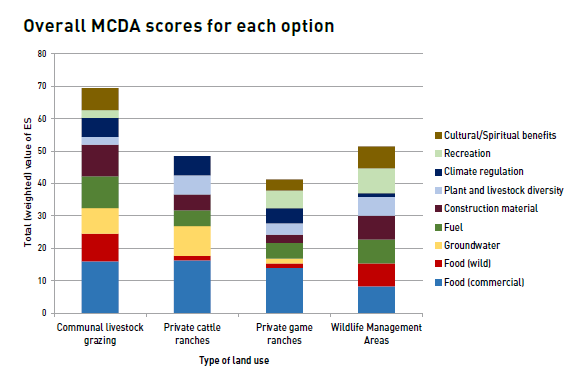 Overall MCDA scores for each option
Total (weighted) value of ES
80
70
60
50
40
30
20
10
0
Communal livestock
grazing
Private cattle
ranches
Private game
ranches
Wildlife Management
Areas
Type of land use
Cultural/Spiritual benefits
Recreation
Climate regulation
Plant and livestock diversity
Construction material
Fuel
Groundwater
Food (wild)
Food (commercial)